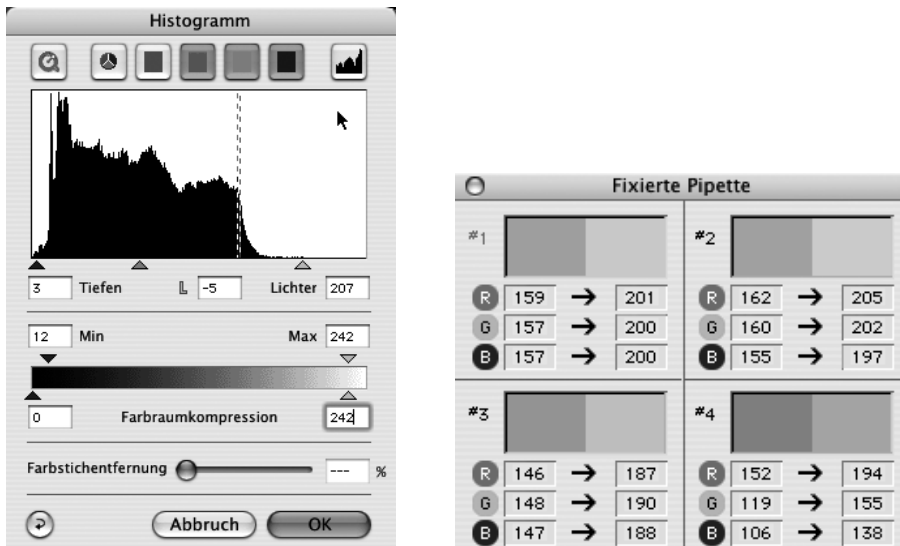 Histogramm
3 Tiefen L -5 Lichter 207
12 Min Max 242
0 Farbraumkompression 242
Farbstichentfernung --- %
Abbruch OK
Fixierte Pipette
#1
R 159 → 201
G 157 → 200
B 157 → 200
#2
R 162 → 205
G 160 → 202
B 155 → 197
#3
R 146 → 187
G 148 → 190
B 147 → 188
#4
R 152 → 194
G 119 → 155
B 106 → 138